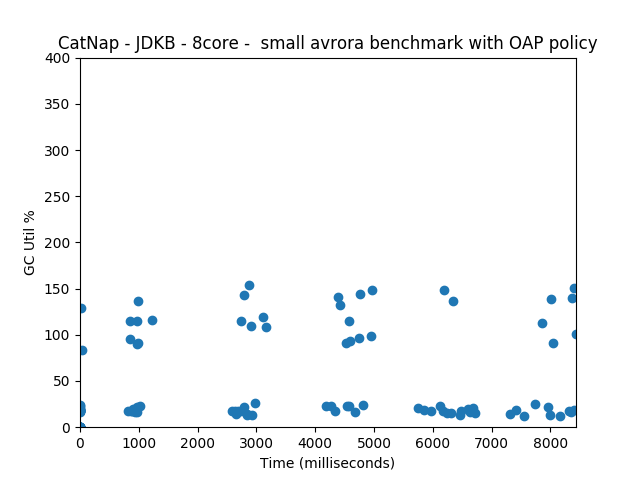 CatNap - JDKB - 8core -  small avrora benchmark with OAP policy
400
350
300
250
200
150
100
50
0
GC Util %
0 1000 2000 3000 4000 5000 6000 7000 8000
Time (milliseconds)